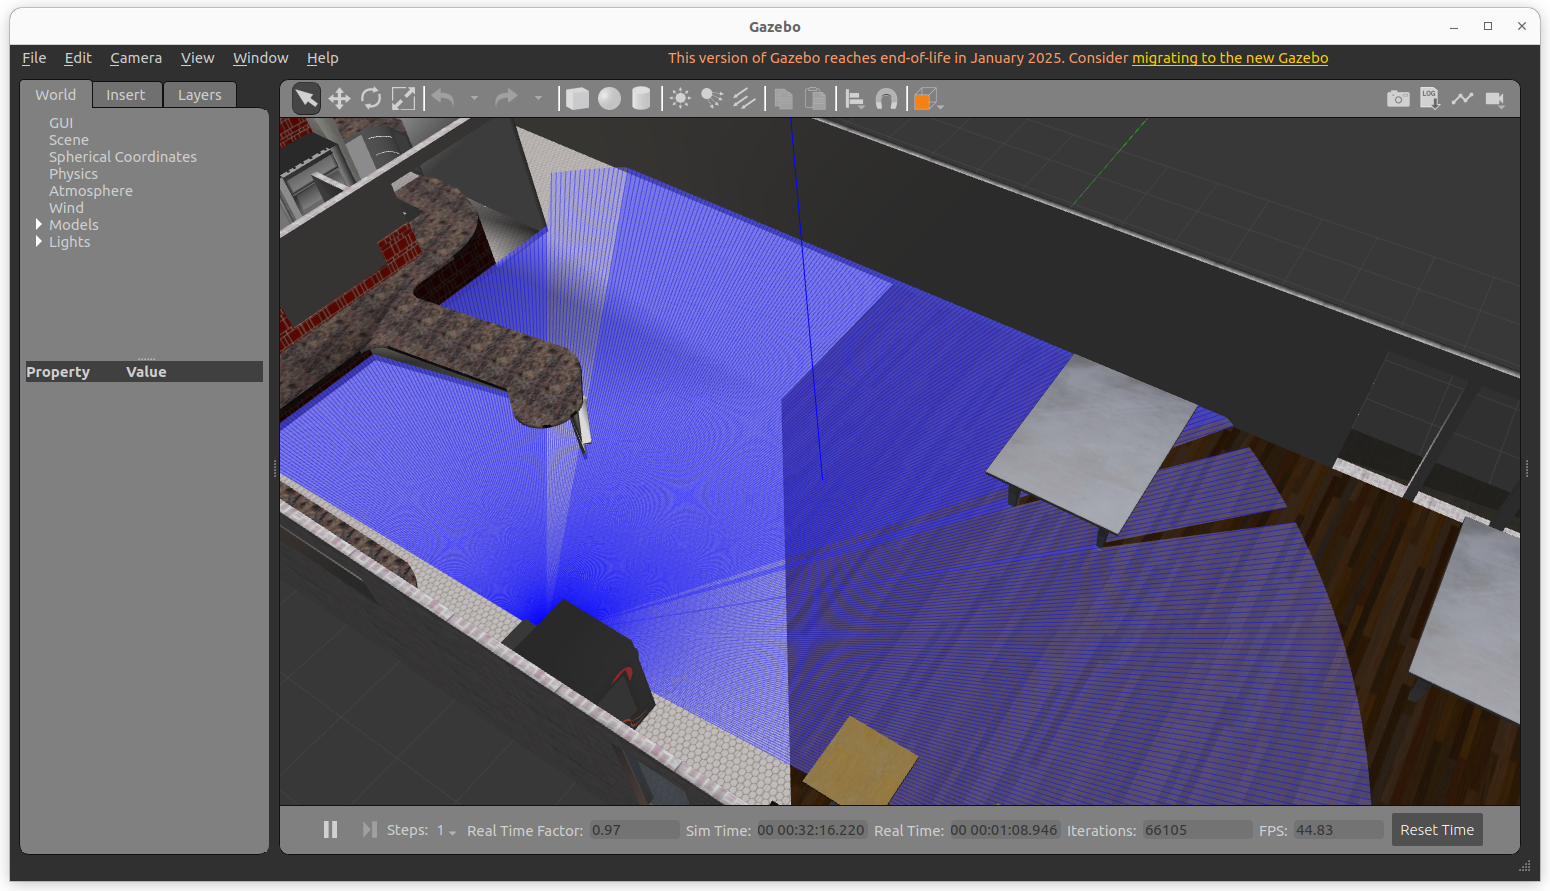 Gazebo
File Edit Camera View Window Help
This version of Gazebo reaches end-of-life in January 2025. Consider migrating to the new Gazebo
World Insert Layers
GUI
Scene
Spherical Coordinates
Physics
Atmosphere
Wind
Models
Lights
Property Value
LOG
Steps: 1 Real Time Factor: 0.97 Sim Time: 00 00:32:16.220 Real Time: 00 00:01:08.946 Iterations: 66105 FPS: 44.83 Reset Time